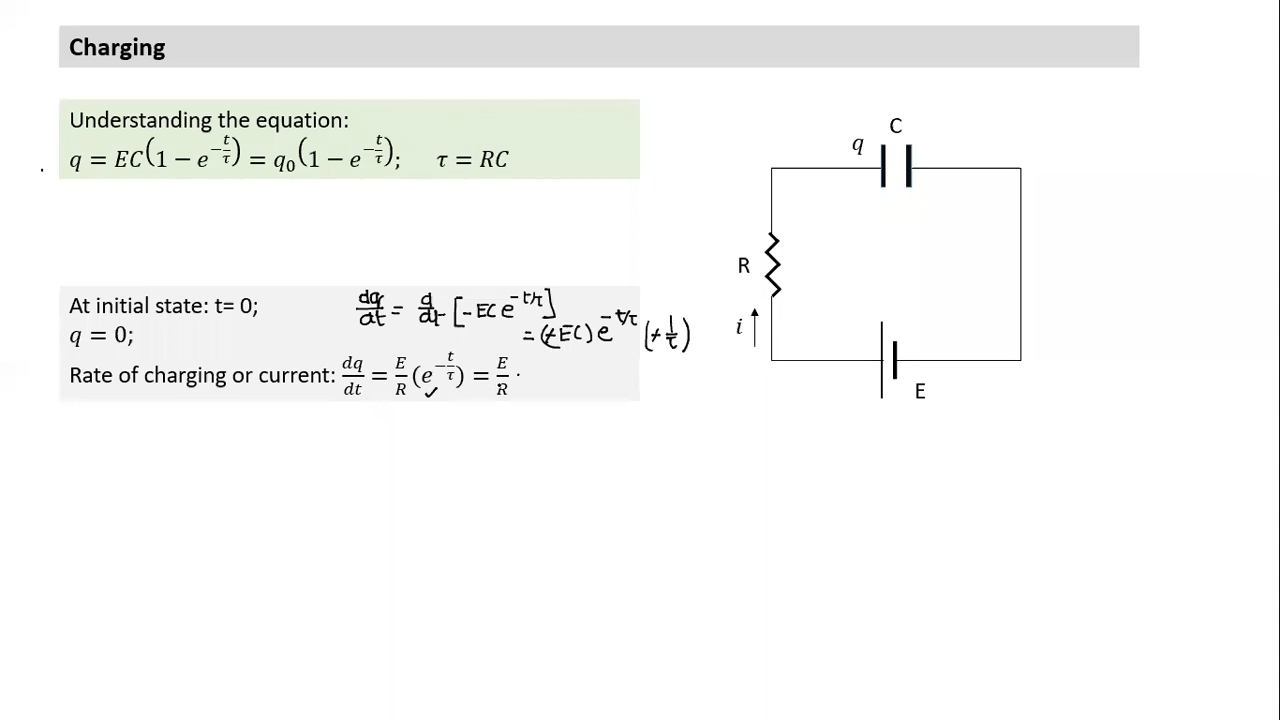 Charging
Understanding the equation:
q = EC(1 − e^{−t/τ}) = q₀(1 − e^{−t/τ}); τ = RC
At initial state: t= 0;
q = 0;
dq/dt = d/dt [-EC e^{-t/τ}]
= (+EC) e^{-t/τ} (+1/τ)
Rate of charging or current: dq/dt = E/R (e^{−t/τ}) = E/R
C
q
R
i
E